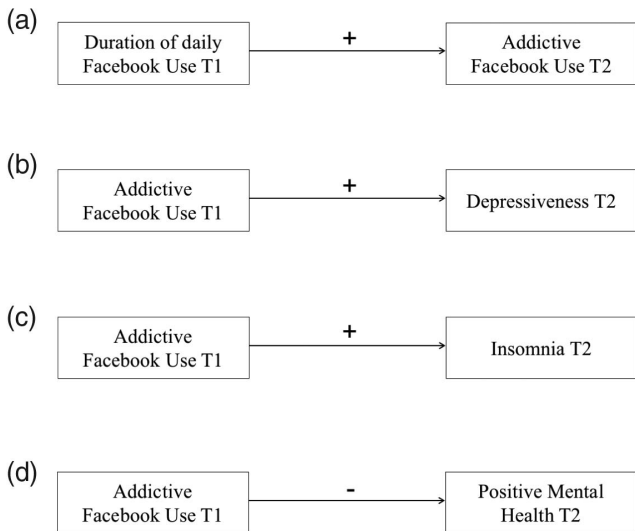 (a)
Duration of daily
Facebook Use T1
+
Addictive
Facebook Use T2
(b)
Addictive
Facebook Use T1
+
Depressiveness T2
(c)
Addictive
Facebook Use T1
+
Insomnia T2
(d)
Addictive
Facebook Use T1
-
Positive Mental
Health T2